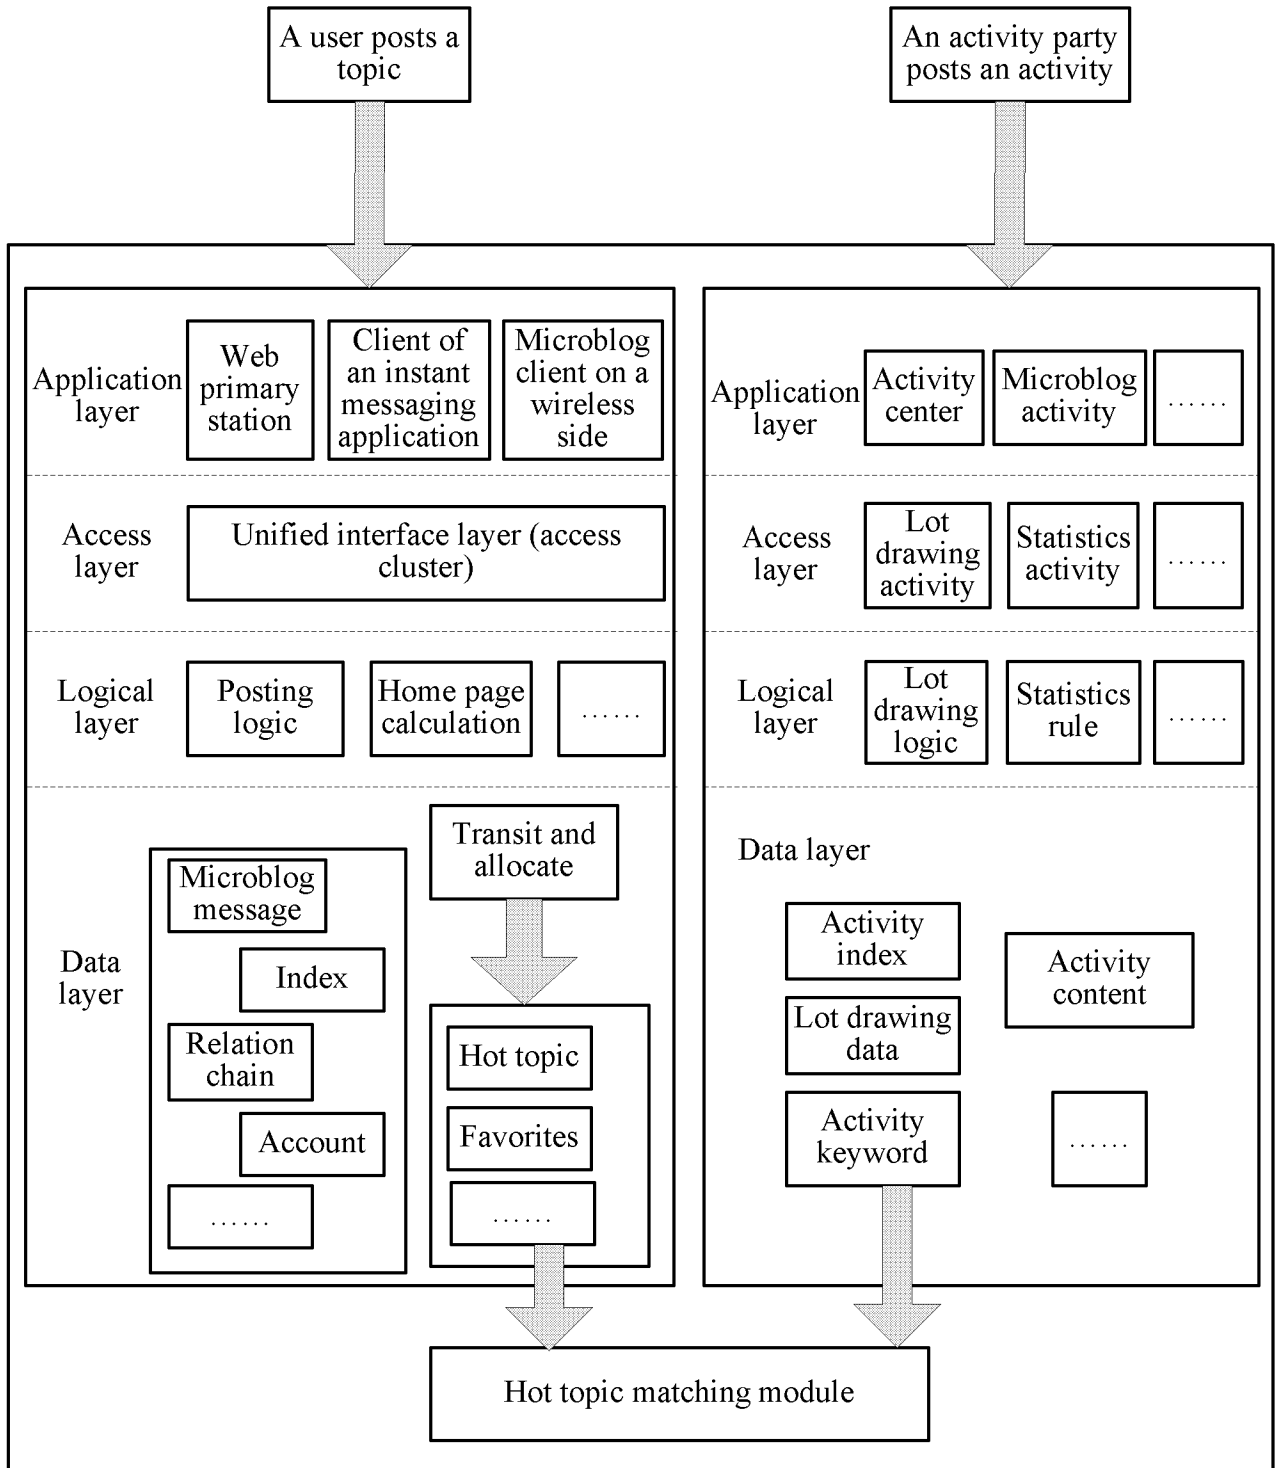 A user posts a
topic
An activity party
posts an activity
Application
layer
Web
primary
station
Client of
an instant
messaging
application
Microblog
client on a
wireless
side
Access
layer
Unified interface layer (access
cluster)
Logical
layer
Posting
logic
Home page
calculation
……
Data
layer
Microblog
message
Index
Relation
chain
Account
……
Transit and
allocate
Hot topic
Favorites
……
Application
layer
Activity
center
Microblog
activity
……
Access
layer
Lot
drawing
activity
Statistics
activity
……
Logical
layer
Lot
drawing
logic
Statistics
rule
……
Data layer
Activity
index
Lot drawing
data
Activity
keyword
Activity
content
……
Hot topic matching module